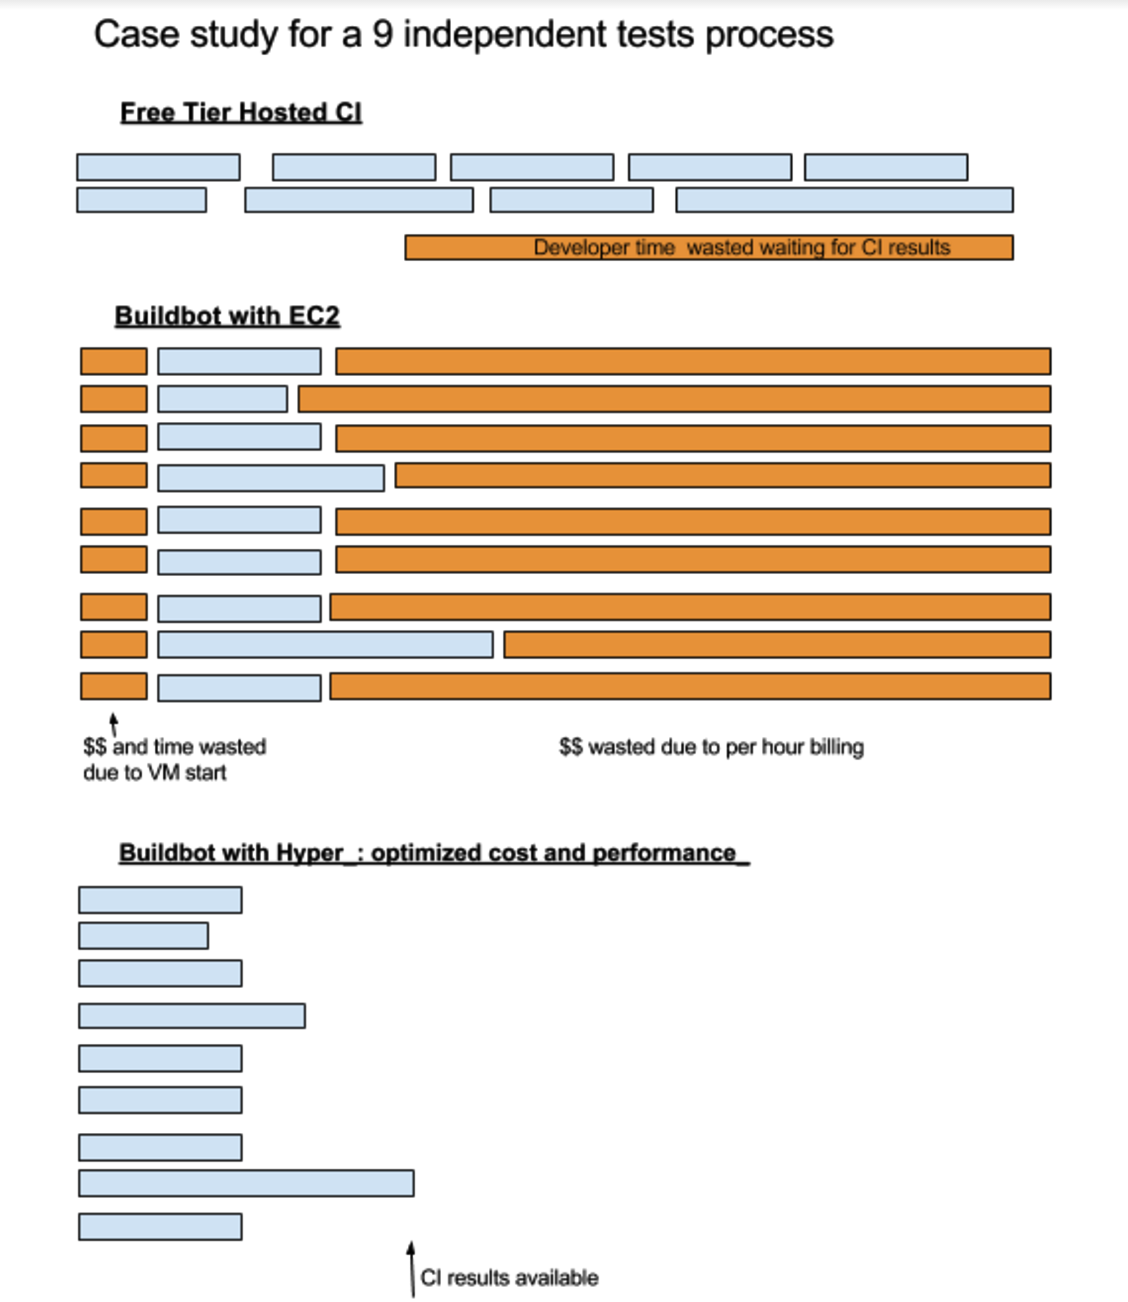 Case study for a 9 independent tests process
Free Tier Hosted CI
Developer time wasted waiting for CI results
Buildbot with EC2
$$ and time wasted
due to VM start
$$ wasted due to per hour billing
Buildbot with Hyper_: optimized cost and performance_
CI results available